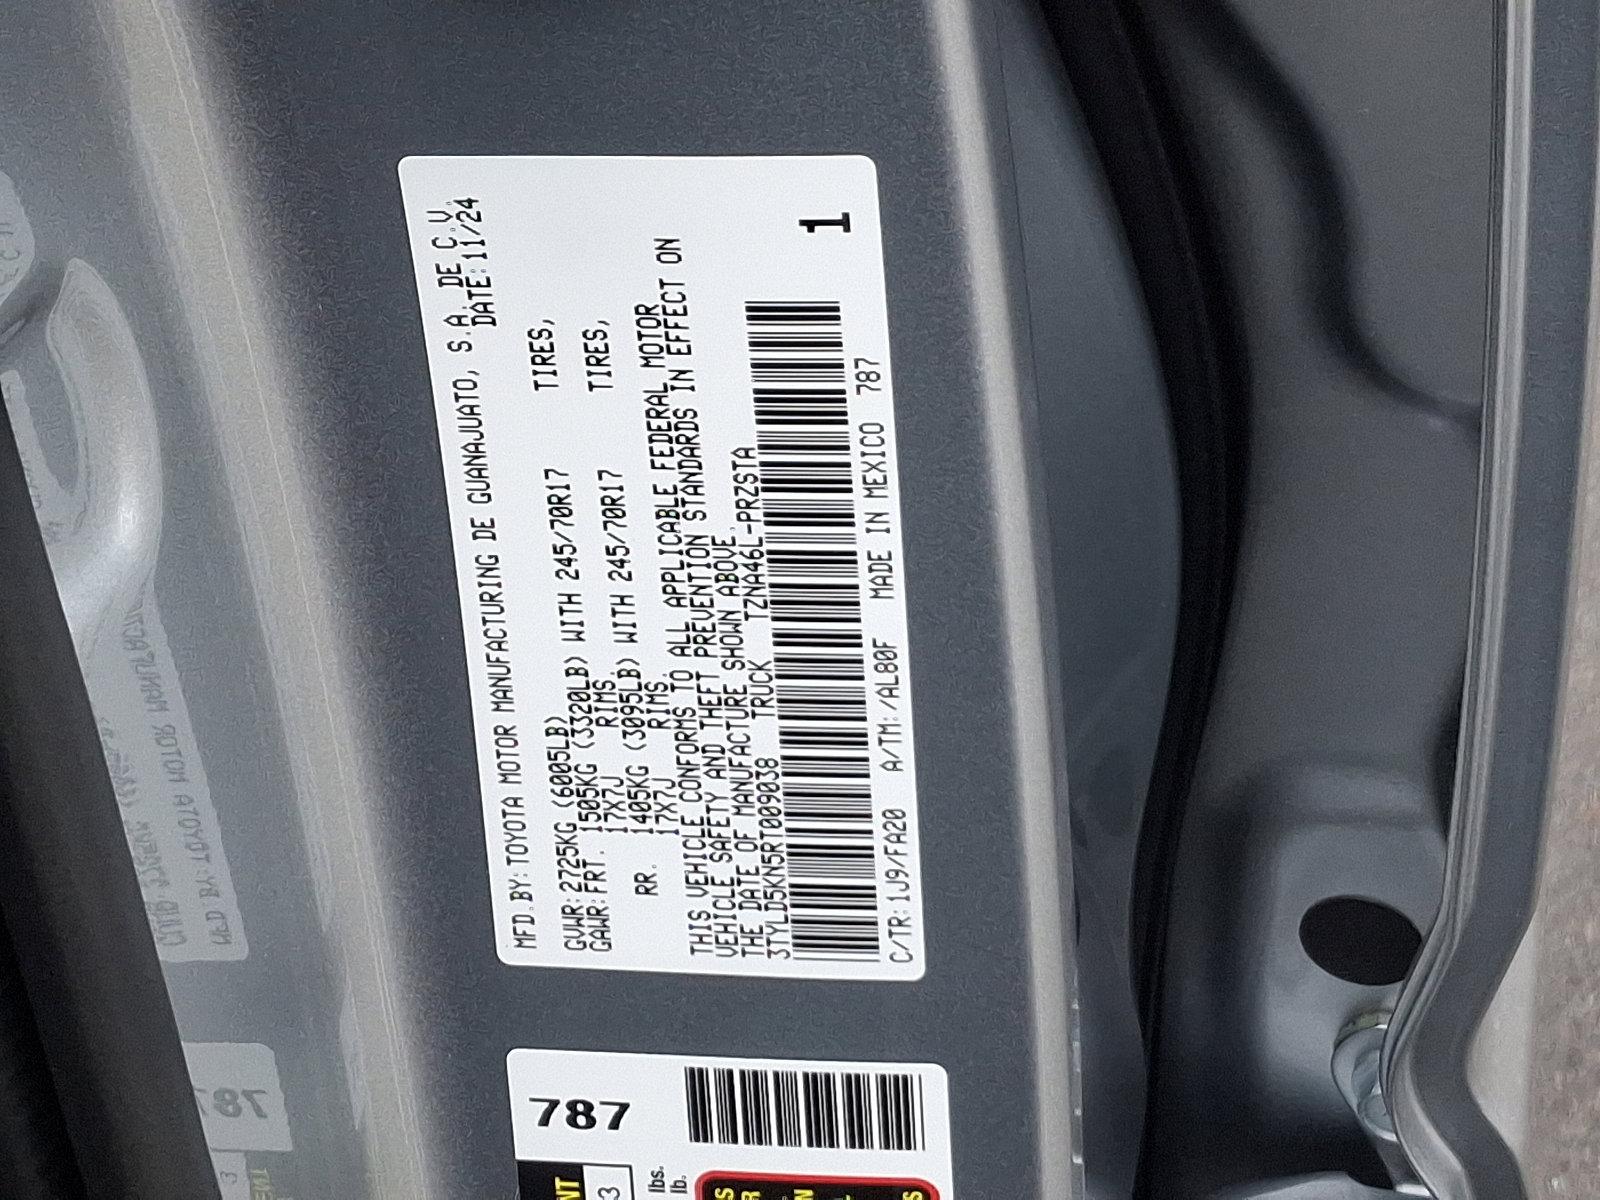 MFD.BY:TOYOTA MOTOR MANUFACTURING DE GUANAJUATO, S.A. DE C.V.
DATE:11/24
GVWR:2725KG (6005LB)
GAWR:FRT. 1505KG (3320LB) WITH 245/70R17 TIRES,
17X7J RIMS.
RR. 1405KG (3095LB) WITH 245/70R17 TIRES,
17X7J RIMS.
THIS VEHICLE CONFORMS TO ALL APPLICABLE FEDERAL MOTOR
VEHICLE SAFETY AND THEFT PREVENTION STANDARDS IN EFFECT ON
THE DATE OF MANUFACTURE SHOWN ABOVE.
3TYLD5KN5RT009038 TRUCK TZNA46L-PRZSTA
1
C/TR:1J9/FA20 A/TM:/AL80F MADE IN MEXICO 787
787
lbs.
lb.